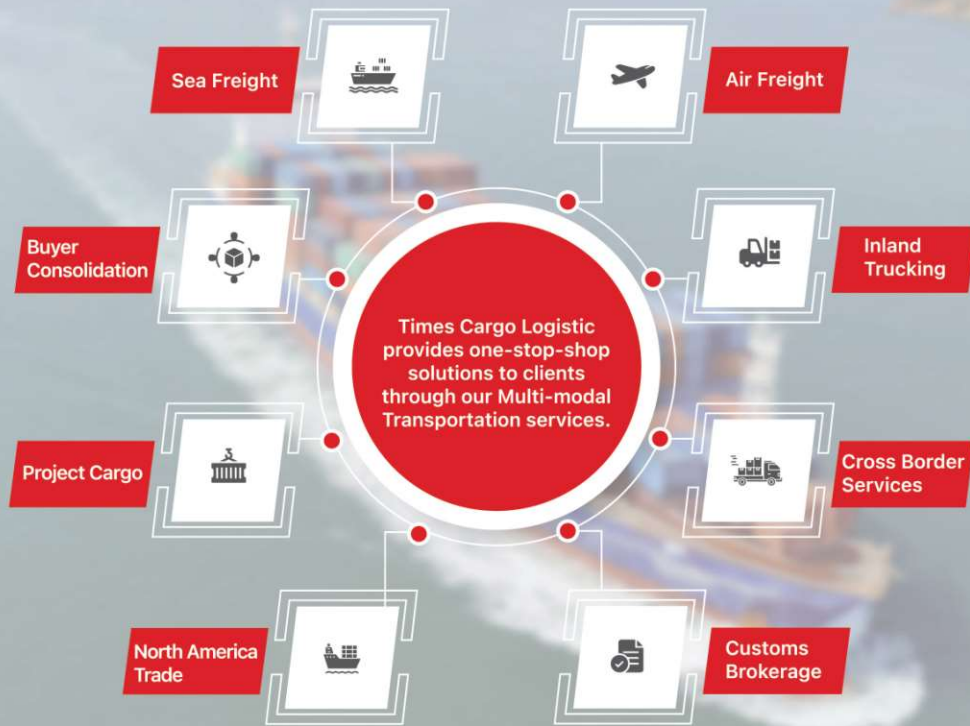 Sea Freight
Air Freight
Buyer
Consolidation
Inland
Trucking
Times Cargo Logistic
provides one-stop-shop
solutions to clients
through our Multi-modal
Transportation services.
Project Cargo
Cross Border
Services
North America
Trade
Customs
Brokerage